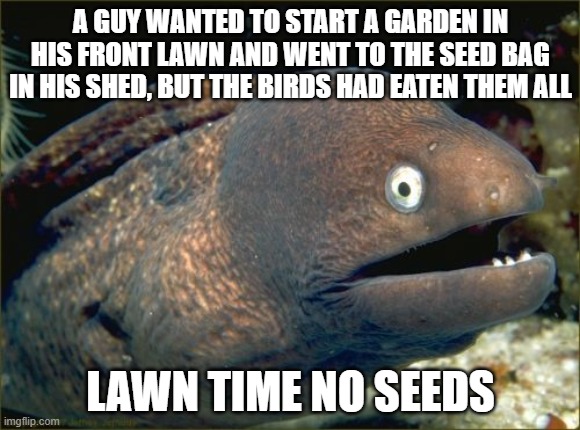 A GUY WANTED TO START A GARDEN IN
HIS FRONT LAWN AND WENT TO THE SEED BAG
IN HIS SHED, BUT THE BIRDS HAD EATEN THEM ALL
LAWN TIME NO SEEDS
imgflip.com